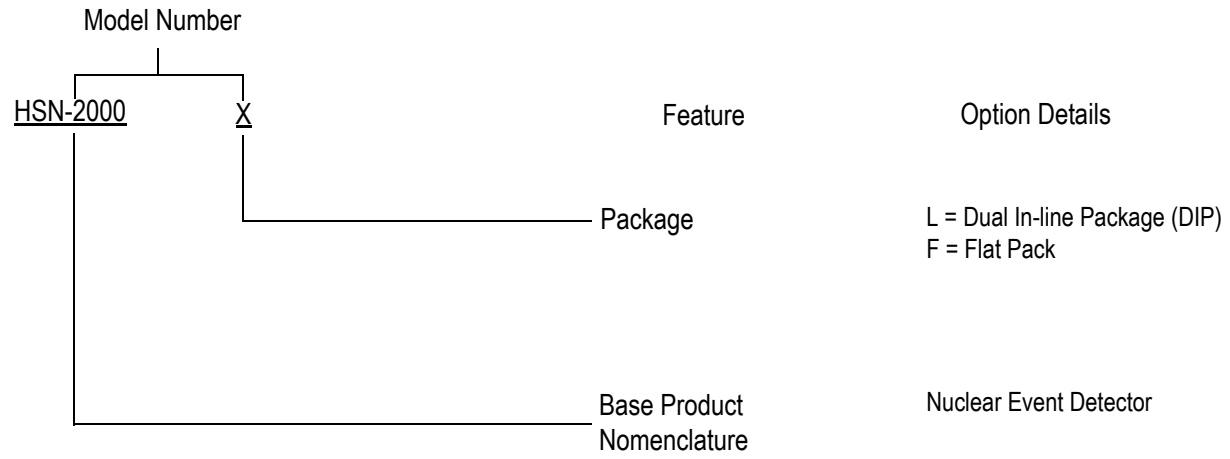 Model Number
HSN-2000 X Feature Option Details
Package L = Dual In-line Package (DIP)
F = Flat Pack
Base Product Nuclear Event Detector
Nomenclature